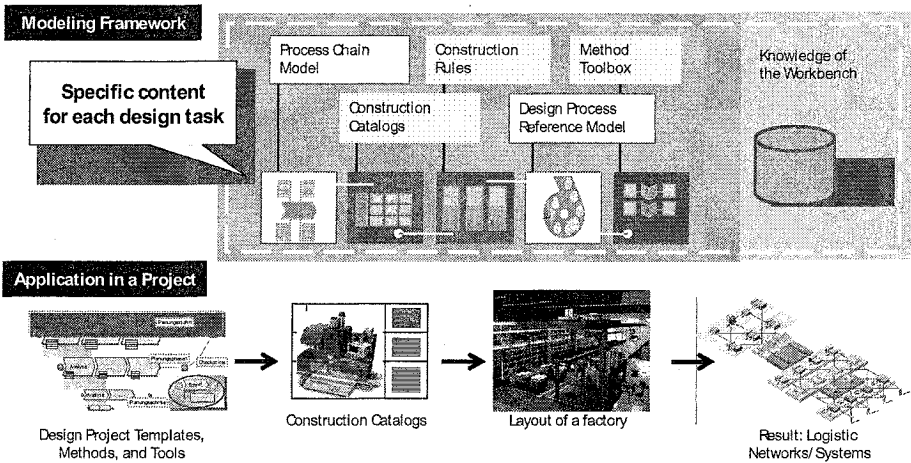 Modeling Framework
Process Chain
Model
Construction
Rules
Method
Toolbox
Knowledge of
the Workbench
Specific content
for each design task
Construction
Catalogs
Design Process
Reference Model
Application in a Project
Design Project Templates,
Methods, and Tools
Construction Catalogs
Layout of a factory
Result: Logistic
Networks/ Systems